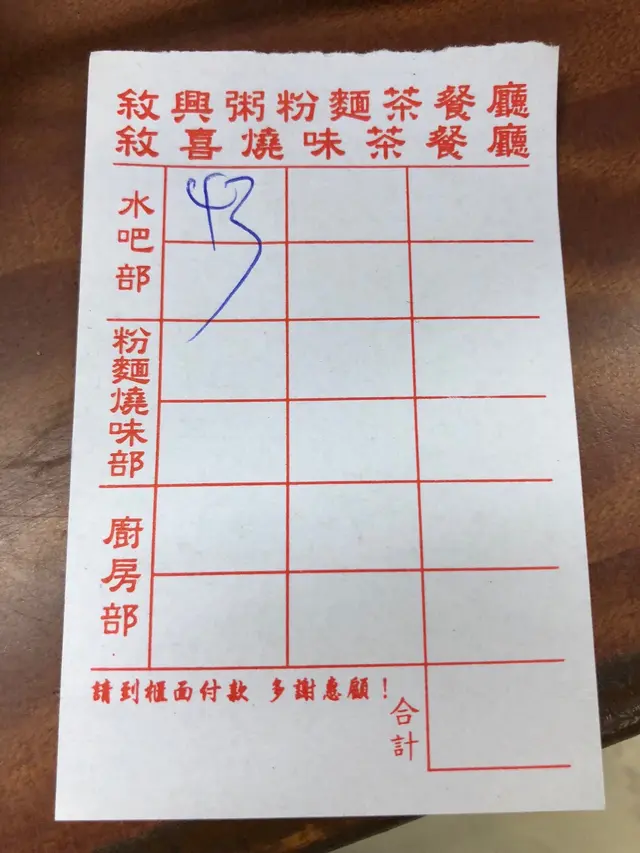 敘興粥粉麵茶餐廳
敘喜燒味茶餐廳
水吧部
43
粉麵燒味部
廚房部
請到櫃面付款 多謝惠顧！
合計